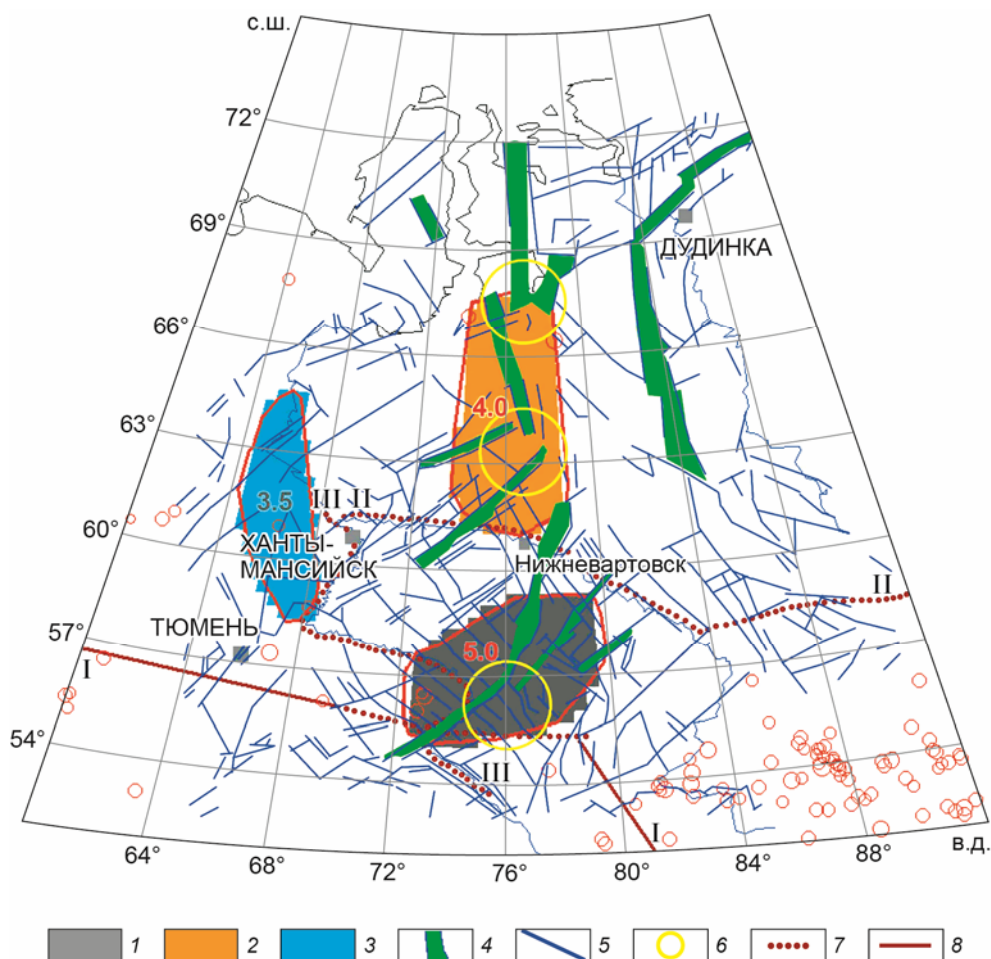 с.ш.
72°
69°
ДУДИНКА
66°
63°
4.0
3.5
III
II
60°
ХАНТЫ-
МАНСИЙСК
Нижневартовск
II
57°
ТЮМЕНЬ
I
5.0
54°
III
I
64°
68°
72°
76°
80°
84°
88°
в.д.
1
2
3
4
5
6
7
8